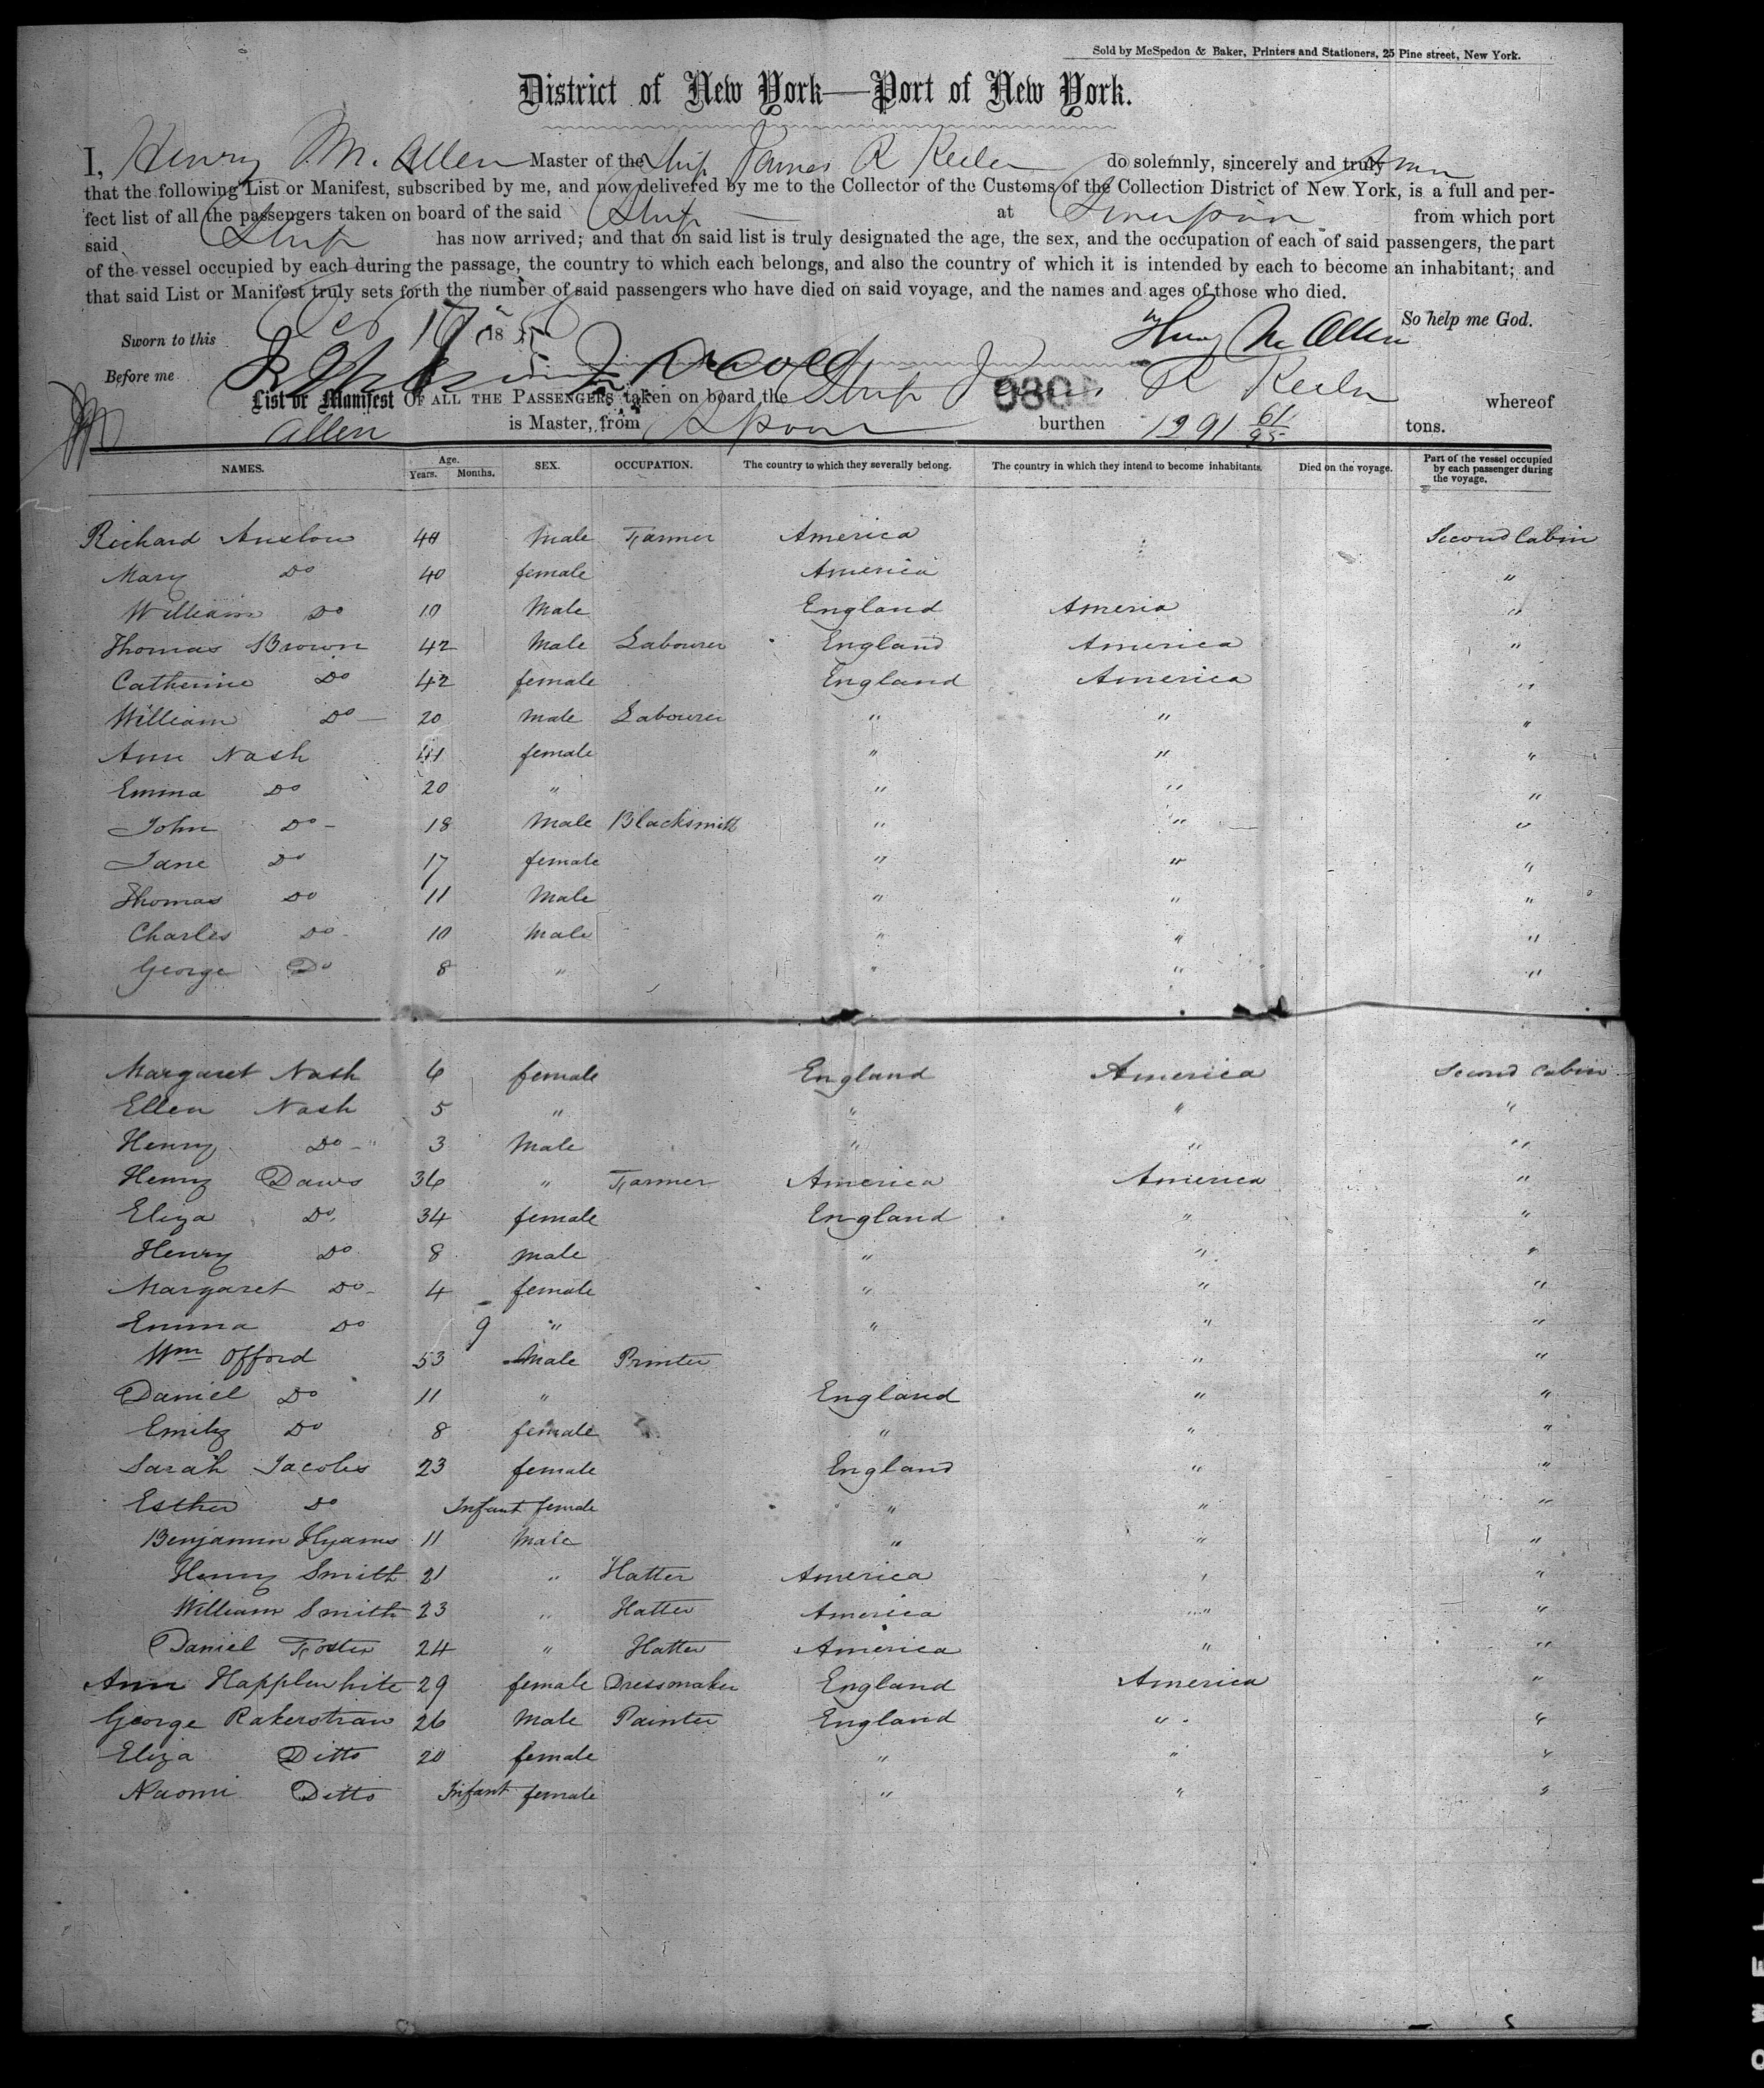 Sold by McSpedon & Baker, Printers and Stationers, 25 Pine street, New York.
District of New York—Port of New York.
I, Henry M. Allen Master of the Ship James R Keeler do solemnly, sincerely and truly
that the following List or Manifest, subscribed by me, and now delivered by me to the Collector of the Customs of the Collection District of New York, is a full and per-
fect list of all the passengers taken on board of the said Ship at Liverpool from which port
said Ship has now arrived; and that on said list is truly designated the age, the sex, and the occupation of each of said passengers, the part
of the vessel occupied by each during the passage, the country to which each belongs, and also the country of which it is intended by each to become an inhabitant; and
that said List or Manifest truly sets forth the number of said passengers who have died on said voyage, and the names and ages of those who died.
So help me God.
Sworn to this 17 18 Henry M Allen
Before me
List or Manifest OF ALL THE PASSENGERS taken on board the Ship James R Keeler whereof
Allen is Master, from Lpool burthen 1291 61/95 tons.
NAMES. Age. Years. Months. SEX. OCCUPATION. The country to which they severally belong. The country in which they intend to become inhabitants. Died on the voyage. Part of the vessel occupied by each passenger during the voyage.
Richard Anslow 40 Male Farmer America Second Cabin
Mary Do 40 female America "
William Do 10 Male England Ameria "
Thomas Brown 42 Male Labourer England America "
Catherine Do 42 female England America "
William Do 20 Male Labourer " " "
Ann Nash 41 female " " "
Emma Do 20 " " " "
John Do 18 Male Blacksmith " " "
Jane Do 17 female " " "
Thomas Do 11 Male " " "
Charles Do 10 Male " " "
George Do 8 " " " "
Margaret Nash 6 female England America Second Cabin
Ellen Nash 5 " " " "
Henry Do 3 Male " " "
Henry Daws 36 " Farmer America America "
Eliza Do. 34 female England " "
Henry Do 8 male " " "
Margaret Do 4 female " " "
Emma Do 9 " " " "
Wm Offord 53 Male Printer " "
Daniel Do 11 " England " "
Emily Do 8 female " " "
Sarah Jacobs 23 female England " "
Esther Do Infant female " " "
Benjamin Hyams 11 Male " " "
Henry Smith 21 " Hatter America " "
William Smith 23 " Hatter America " "
Daniel Foster 24 " Hatter America " "
Ann Happlewhite 29 female Dressmaker England America "
George Rakerstraw 26 Male Painter England " "
Eliza Ditto 20 female " " "
Naomi Ditto Infant female " " "